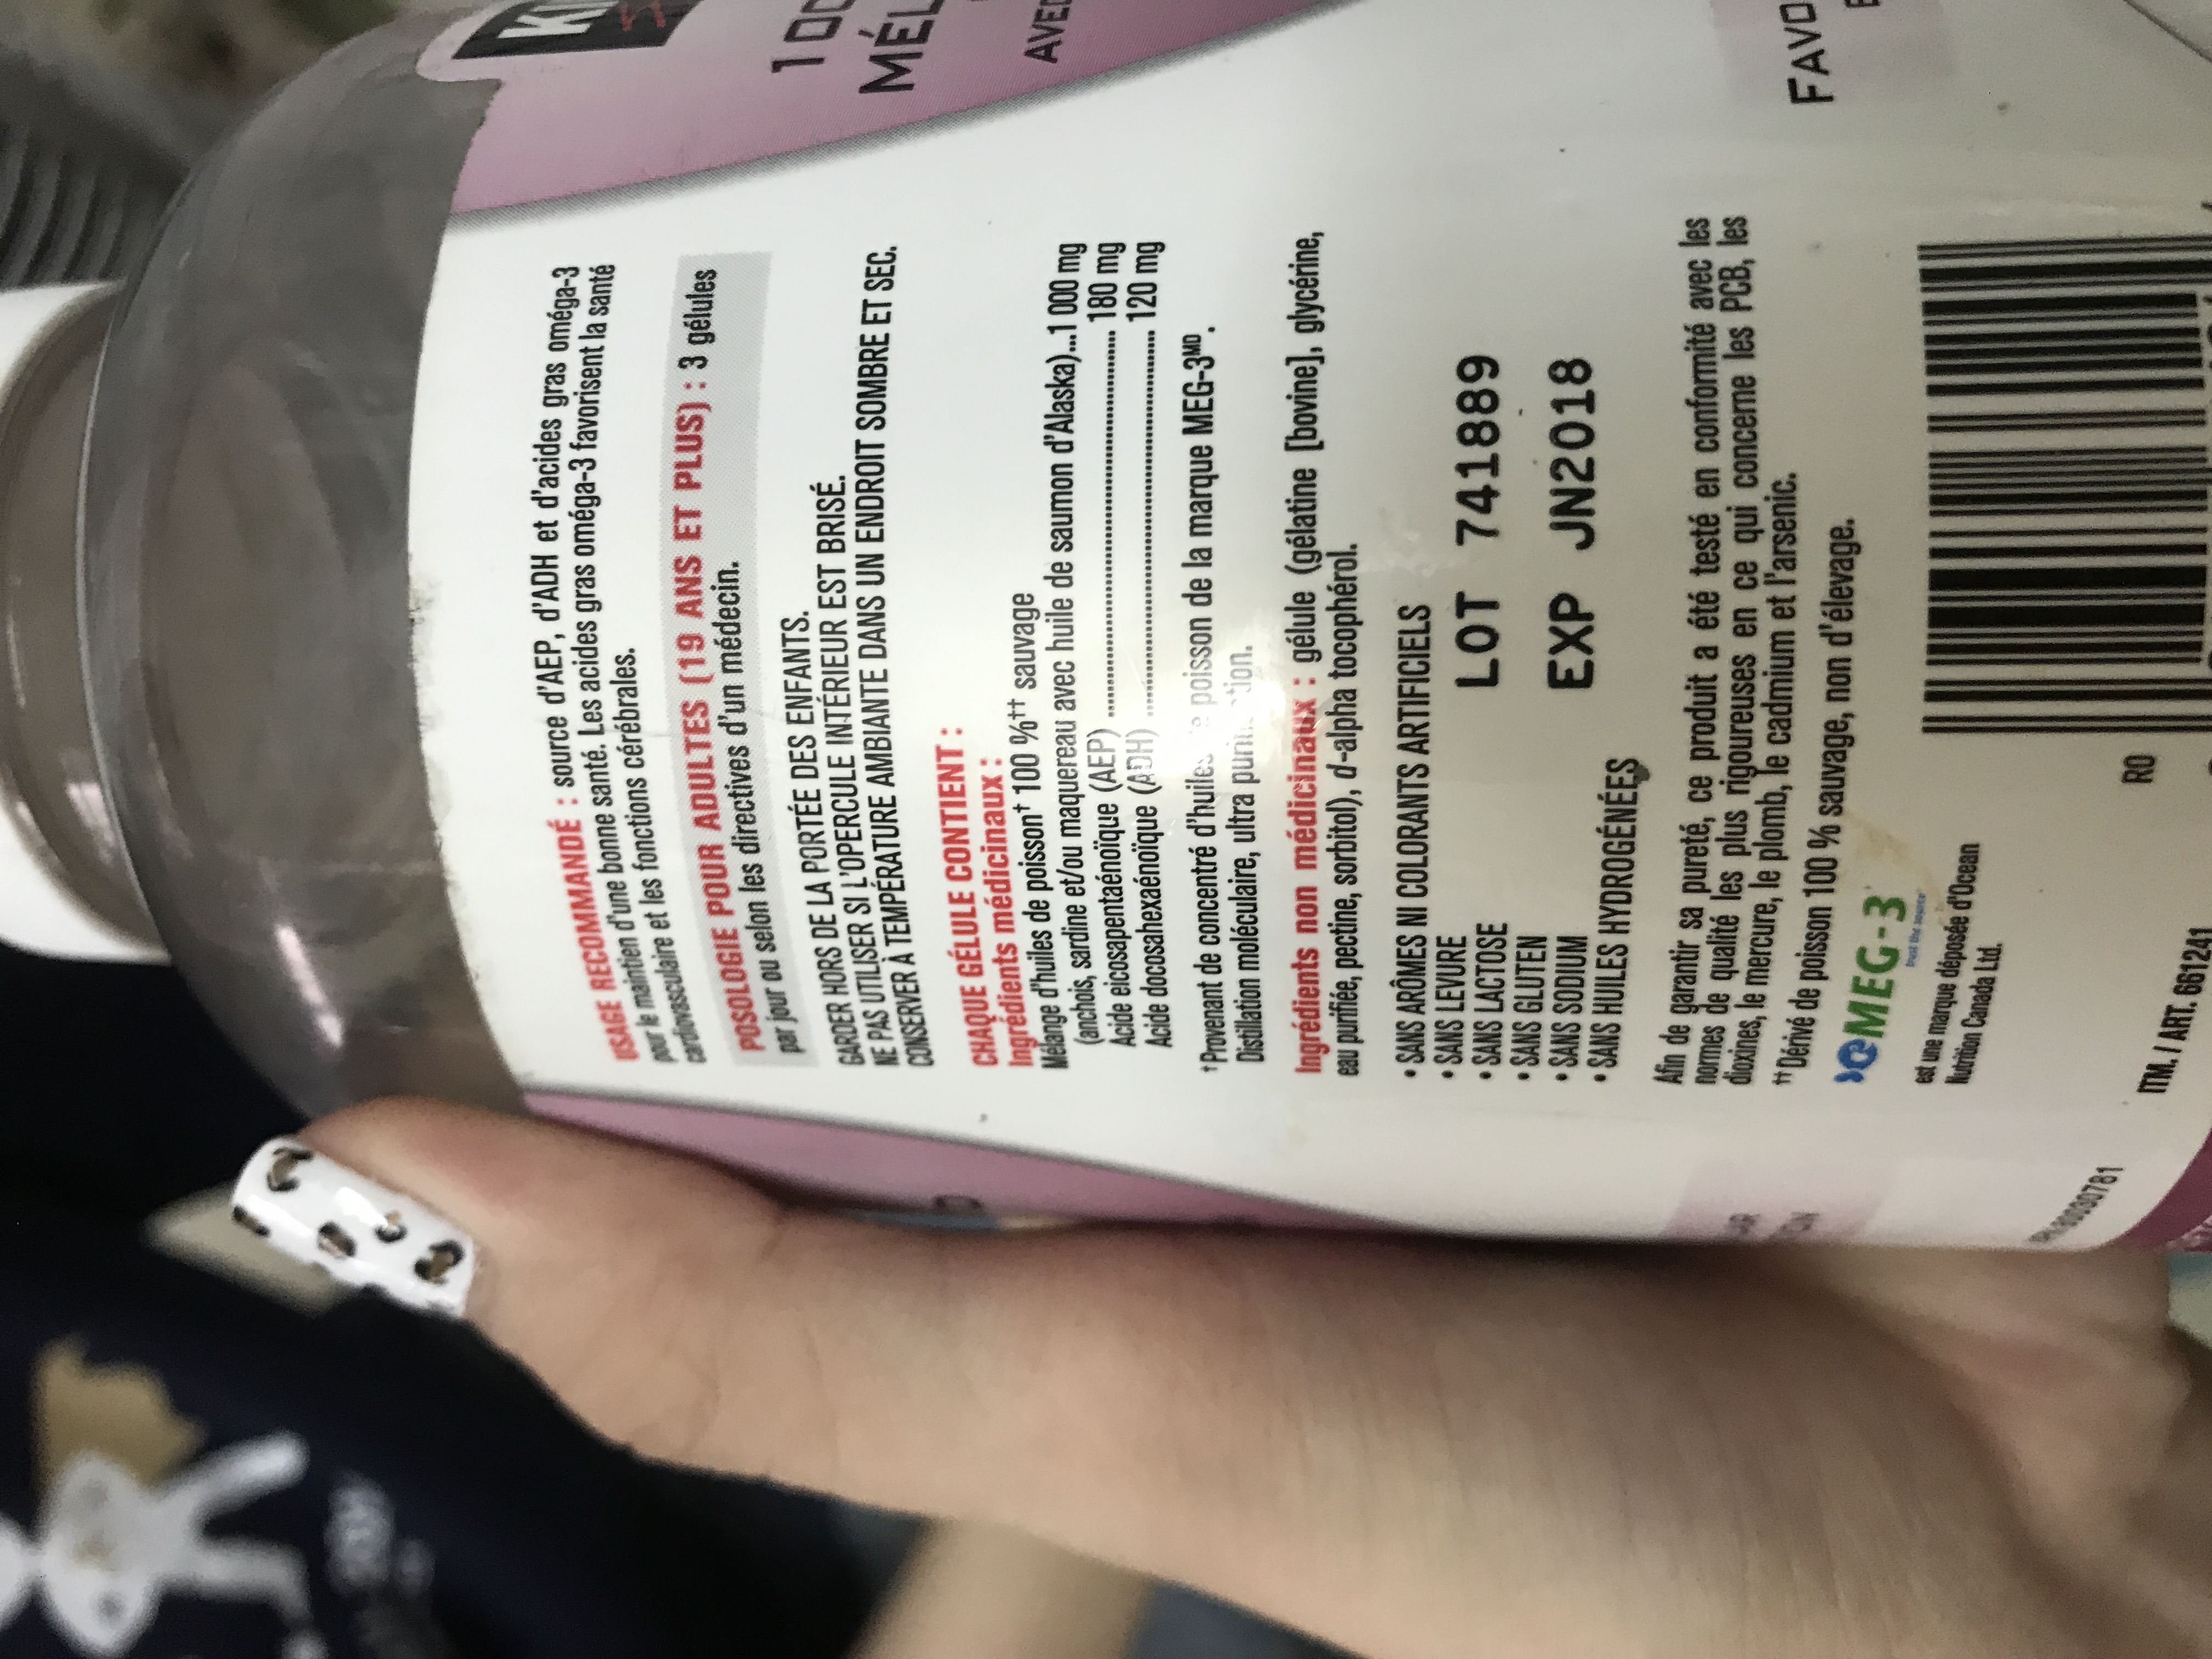 USAGE RECOMMANDÉ : source d'AEP, d'ADH et d'acides gras oméga-3
pour le maintien d'une bonne santé. Les acides gras oméga-3 favorisent la santé
cardiovasculaire et les fonctions cérébrales.
POSOLOGIE POUR ADULTES (19 ANS ET PLUS) : 3 gélules
par jour ou selon les directives d'un médecin.
GARDER HORS DE LA PORTÉE DES ENFANTS.
NE PAS UTILISER SI L'OPERCULE INTÉRIEUR EST BRISÉ.
CONSERVER À TEMPÉRATURE AMBIANTE DANS UN ENDROIT SOMBRE ET SEC.
CHAQUE GÉLULE CONTIENT :
Ingrédients médicinaux :
Mélange d'huiles de poisson† 100 %†† sauvage
(anchois, sardine et/ou maquereau avec huile de saumon d'Alaska)...1 000 mg
Acide eicosapentaénoïque (AEP) ........ 180 mg
Acide docosahexaénoïque (ADH) ........ 120 mg
†Provenant de concentré d'huiles poisson de la marque MEG-3MD.
Distillation moléculaire, ultra
Ingrédients non médicinaux : gélule (gélatine [bovine], glycérine,
eau purifiée, pectine, sorbitol), d-alpha tocophérol.
• SANS ARÔMES NI COLORANTS ARTIFICIELS
• SANS LEVURE
• SANS LACTOSE
• SANS GLUTEN
• SANS SODIUM
• SANS HUILES HYDROGÉNÉES
LOT 741889
EXP JN2018
Afin de garantir sa pureté, ce produit a été testé en conformité avec les
normes de qualité les plus rigoureuses en ce qui concerne les PCB, les
dioxines, le mercure, le plomb, le cadmium et l'arsenic.
††Dérivé de poisson 100 % sauvage, non d'élevage.
MEG-3
trust the source
est une marque déposée d'Ocean
Nutrition Canada Ltd.
R0
ITM. / ART. 661241
AVEC